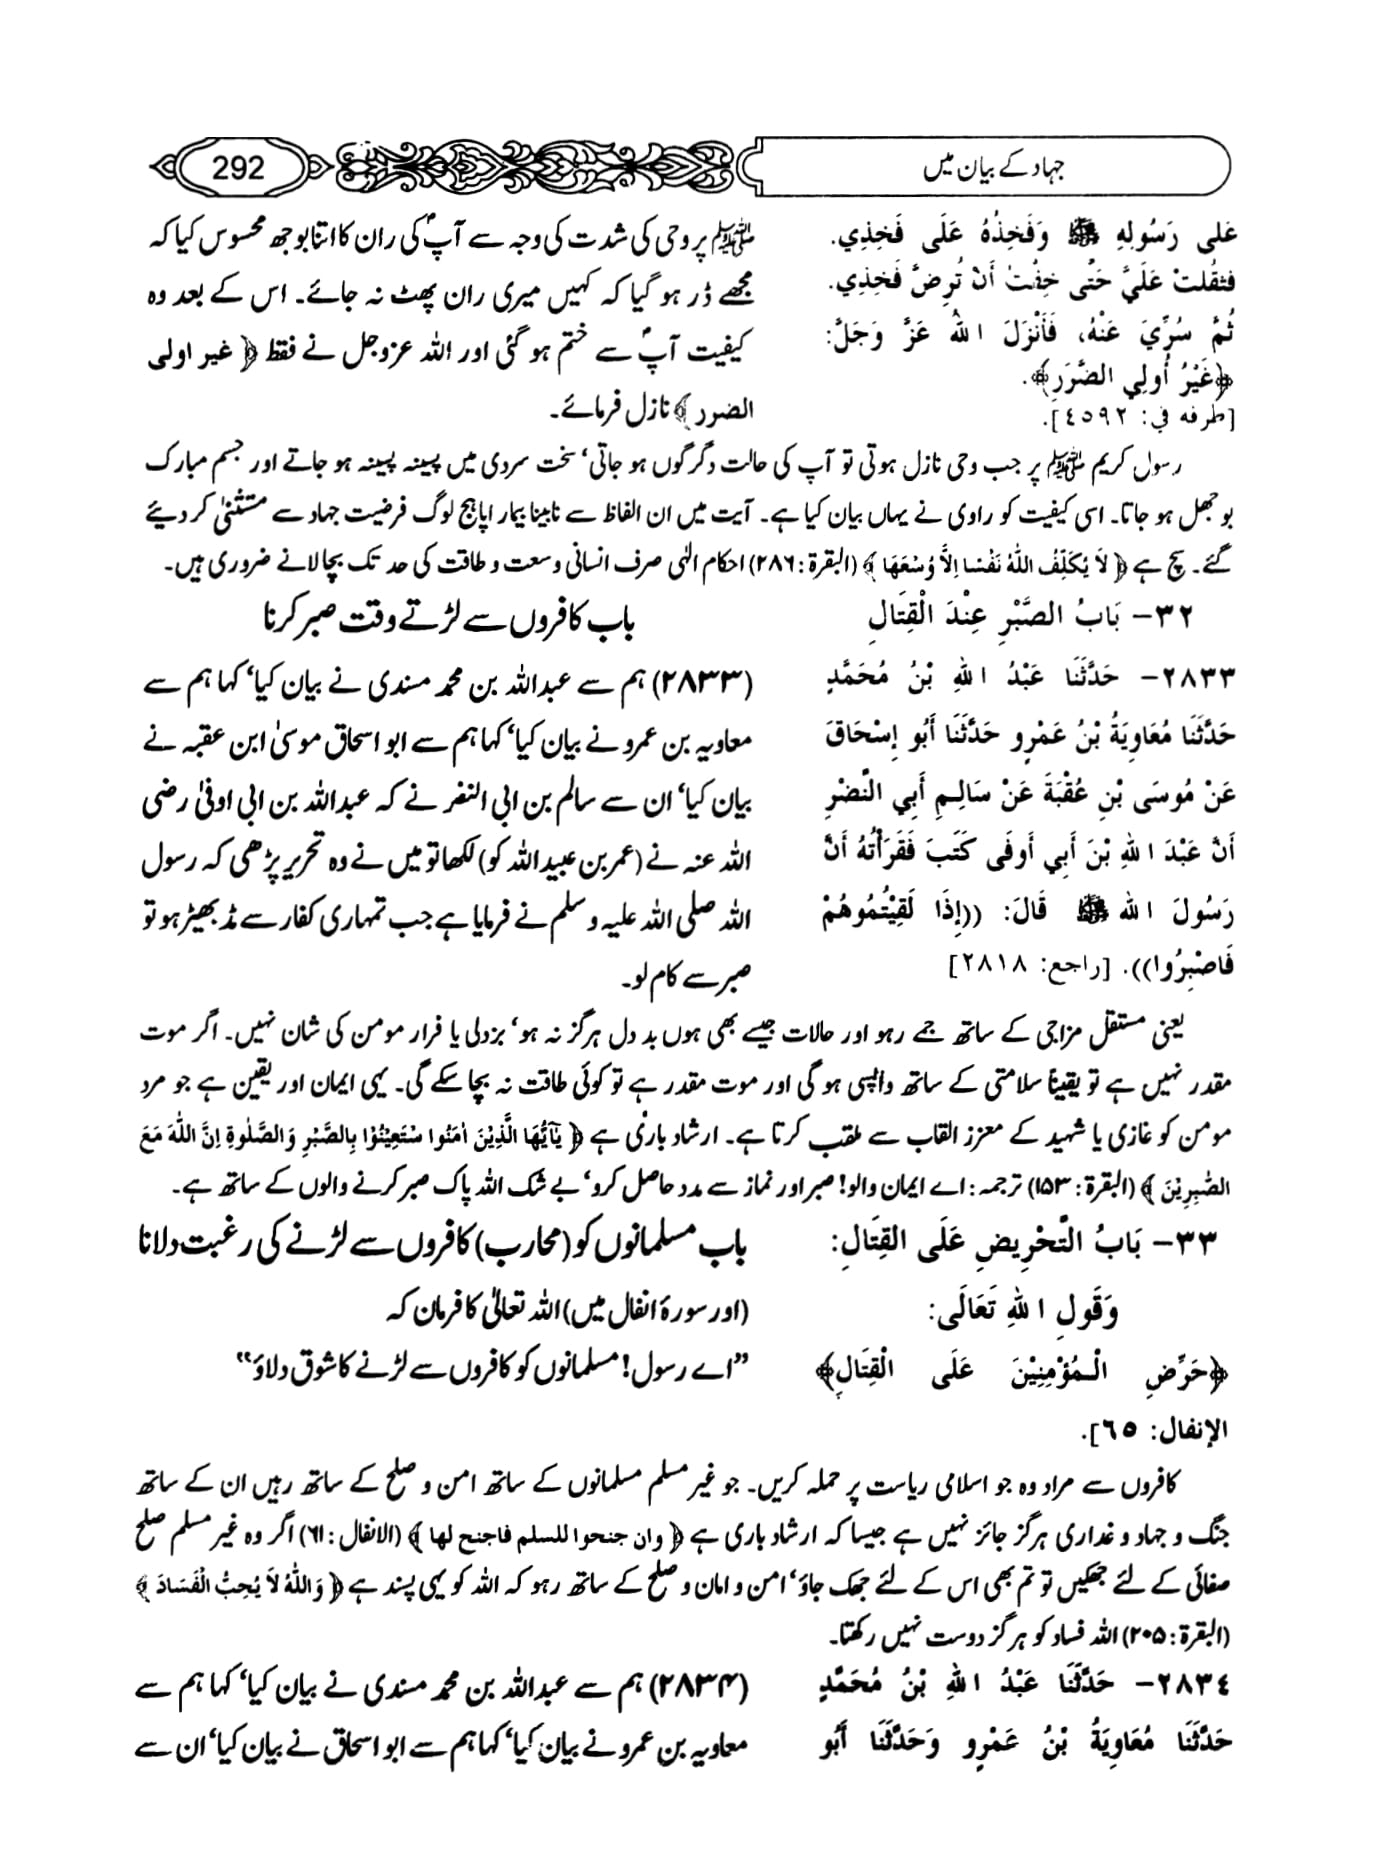 جہاد کے بیان میں
292
عَلَى رَسُولِهِ ﷺ وَفَخِذُهُ عَلَى فَخِذِي.
فَثَقُلَتْ عَلَيَّ حَتَّى خِفْتُ أَنْ تُرَضَّ فَخِذِي.
ثُمَّ سُرِّيَ عَنْهُ، فَأَنْزَلَ اللهُ عَزَّ وَجَلَّ:
﴿غَيْرُ أُولِي الضَّرَرِ﴾.
[طرفه في: ٤٥٩٢].
ﷺ پر وحی کی شدت کی وجہ سے آپؐ کی ران کا اتنا بوجھ محسوس کیا کہ
مجھے ڈر ہو گیا کہ کہیں میری ران پھٹ نہ جائے۔ اس کے بعد وہ
کیفیت آپؐ سے ختم ہو گئی اور اللہ عزوجل نے فقط ﴿ غیر اولی
الضرر ﴾ نازل فرمائے۔
رسول کریم ﷺ پر جب وحی نازل ہوتی تو آپ کی حالت دگرگوں ہو جاتی‘ سخت سردی میں پسینہ پسینہ ہو جاتے اور جسم مبارک
بوجھل ہو جاتا۔ اسی کیفیت کو راوی نے یہاں بیان کیا ہے۔ آیت میں ان الفاظ سے نابینا بیمار اپاہج لوگ فرضیت جہاد سے مستثنیٰ کر دیئے
گئے۔ سچ ہے ﴿ لَا يُكَلِّفُ اللّٰهُ نَفْسًا اِلَّا وُسْعَهَا ﴾ (البقرۃ: ۲۸۶) احکام الٰہی صرف انسانی وسعت و طاقت کی حد تک بجا لانے ضروری ہیں۔
٣٢– بَابُ الصَّبْرِ عِنْدَ الْقِتَالِ
باب کافروں سے لڑتے وقت صبر کرنا
٢٨٣٣– حَدَّثَنَا عَبْدُ اللهِ بْنُ مُحَمَّدٍ
حَدَّثَنَا مُعَاوِيَةُ بْنُ عَمْرٍو حَدَّثَنَا أَبُو إِسْحَاقَ
عَنْ مُوسَى بْنِ عُقْبَةَ عَنْ سَالِمٍ أَبِي النَّضْرِ
أَنَّ عَبْدَ اللهِ بْنَ أَبِي أَوفَى كَتَبَ فَقَرَأْتُهُ أَنَّ
رَسُولَ اللهِ ﷺ قَالَ: ((إِذَا لَقِيْتُمُوهُمْ
فَاصْبِرُوا)). [راجع: ٢٨١٨]
(۲۸۳۳) ہم سے عبداللہ بن محمد مسندی نے بیان کیا‘ کہا ہم سے
معاویہ بن عمرو نے بیان کیا‘ کہا ہم سے ابو اسحاق موسیٰ ابن عقبہ نے
بیان کیا‘ ان سے سالم بن ابی النضر نے کہ عبداللہ بن ابی اوفیٰ رضی
اللہ عنہ نے (عمر بن عبیداللہ کو) لکھا تو میں نے وہ تحریر پڑھی کہ رسول
اللہ صلی اللہ علیہ وسلم نے فرمایا ہے جب تمہاری کفار سے مڈبھیڑ ہو تو
صبر سے کام لو۔
یعنی مستقل مزاجی کے ساتھ جمے رہو اور حالات جیسے بھی ہوں بد دل ہرگز نہ ہو‘ بزدلی یا فرار مومن کی شان نہیں۔ اگر موت
مقدر نہیں ہے تو یقیناً سلامتی کے ساتھ واپسی ہو گی اور موت مقدر ہے تو کوئی طاقت نہ بچا سکے گی۔ یہی ایمان اور یقین ہے جو مرد
مومن کو غازی یا شہید کے معزز القاب سے ملقب کرتا ہے۔ ارشاد باری ہے ﴿ يٰٓاَيُّهَا الَّذِيْنَ اٰمَنُوا سْتَعِيْنُوْا بِالصَّبْرِ وَالصَّلٰوةِ اِنَّ اللّٰهَ مَعَ
الصّٰبِرِيْنَ ﴾ (البقرۃ: ۱۵۳) ترجمہ: اے ایمان والو! صبر اور نماز سے مدد حاصل کرو‘ بے شک اللہ پاک صبر کرنے والوں کے ساتھ ہے۔
٣٣– بَابُ التَّحْرِيضِ عَلَى القِتَالِ:
وَقَولِ اللهِ تَعَالَى:
﴿حَرِّضِ الْمُؤْمِنِيْنَ عَلَى القِتَالِ﴾
الإنفال: ٦٥].
باب مسلمانوں کو (محارب) کافروں سے لڑنے کی رغبت دلانا
(اور سورۂ انفال میں) اللہ تعالیٰ کا فرمان کہ
”اے رسول! مسلمانوں کو کافروں سے لڑنے کا شوق دلاؤ“
کافروں سے مراد وہ جو اسلامی ریاست پر حملہ کریں۔ جو غیر مسلم مسلمانوں کے ساتھ امن و صلح کے ساتھ رہیں ان کے ساتھ
جنگ و جہاد و غداری ہرگز جائز نہیں ہے جیسا کہ ارشاد باری ہے ﴿ وان جنحوا للسلم فاجنح لها ﴾ (الانفال: ۶۱) اگر وہ غیر مسلم صلح
صفائی کے لئے جھکیں تو تم بھی اس کے لئے جھک جاؤ‘ امن و امان و صلح کے ساتھ رہو کہ اللہ کو یہی پسند ہے ﴿ وَاللّٰهُ لَا يُحِبُّ الْفَسَادَ ﴾
(البقرۃ: ۲۰۵) اللہ فساد کو ہرگز دوست نہیں رکھتا۔
٢٨٣٤– حَدَّثَنَا عَبْدُ اللهِ بْنُ مُحَمَّدٍ
حَدَّثَنَا مُعَاوِيَةُ بْنُ عَمْرٍو وَحَدَّثَنَا أَبُو
(۲۸۳۴) ہم سے عبداللہ بن محمد مسندی نے بیان کیا‘ کہا ہم سے
معاویہ بن عمرو نے بیان کیا‘ کہا ہم سے ابو اسحاق نے بیان کیا‘ ان سے